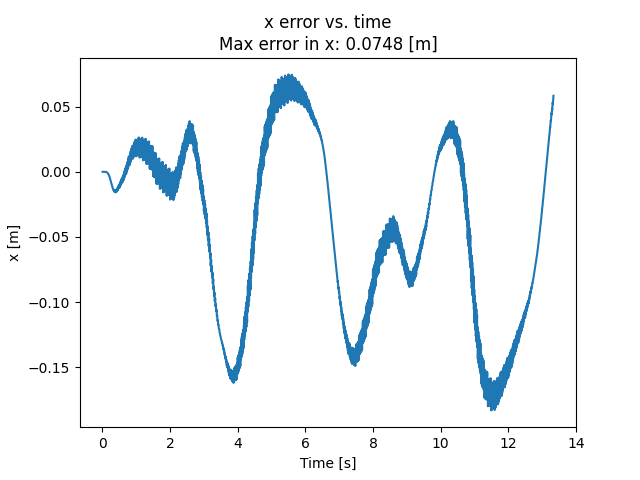 x error vs. time
Max error in x: 0.0748 [m]
0.05
0.00
−0.05
−0.10
−0.15
x [m]
0 2 4 6 8 10 12 14
Time [s]